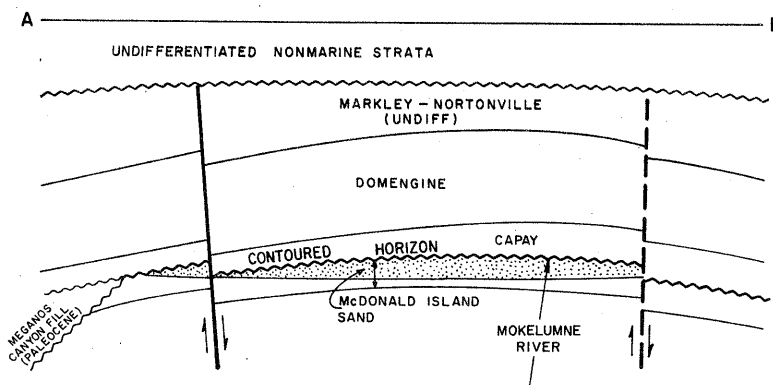 A
UNDIFFERENTIATED NONMARINE STRATA
MARKLEY – NORTONVILLE
(UNDIFF)
DOMENGINE
CONTOURED HORIZON
CAPAY
McDONALD ISLAND
SAND
MOKELUMNE
RIVER
MEGANOS
CANYON FILL
(PALEOCENE)